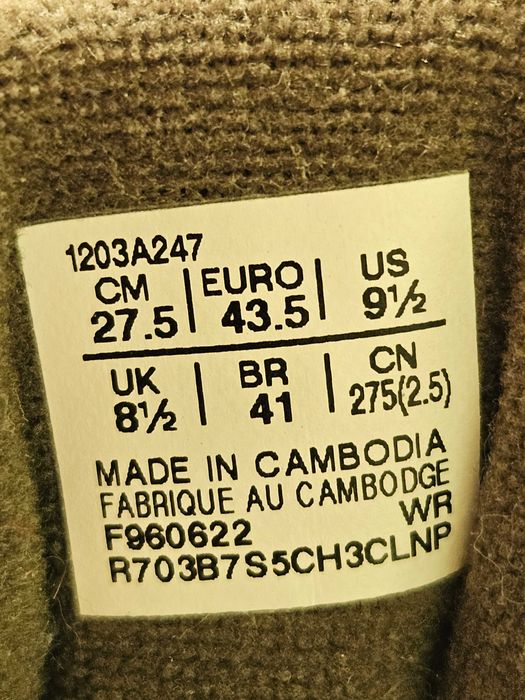 1203A247
CM | EURO | US
27.5 | 43.5 | 9½
UK | BR | CN
8½ | 41 | 275(2.5)
MADE IN CAMBODIA
FABRIQUE AU CAMBODGE
F960622 WR
R703B7S5CH3CLNP